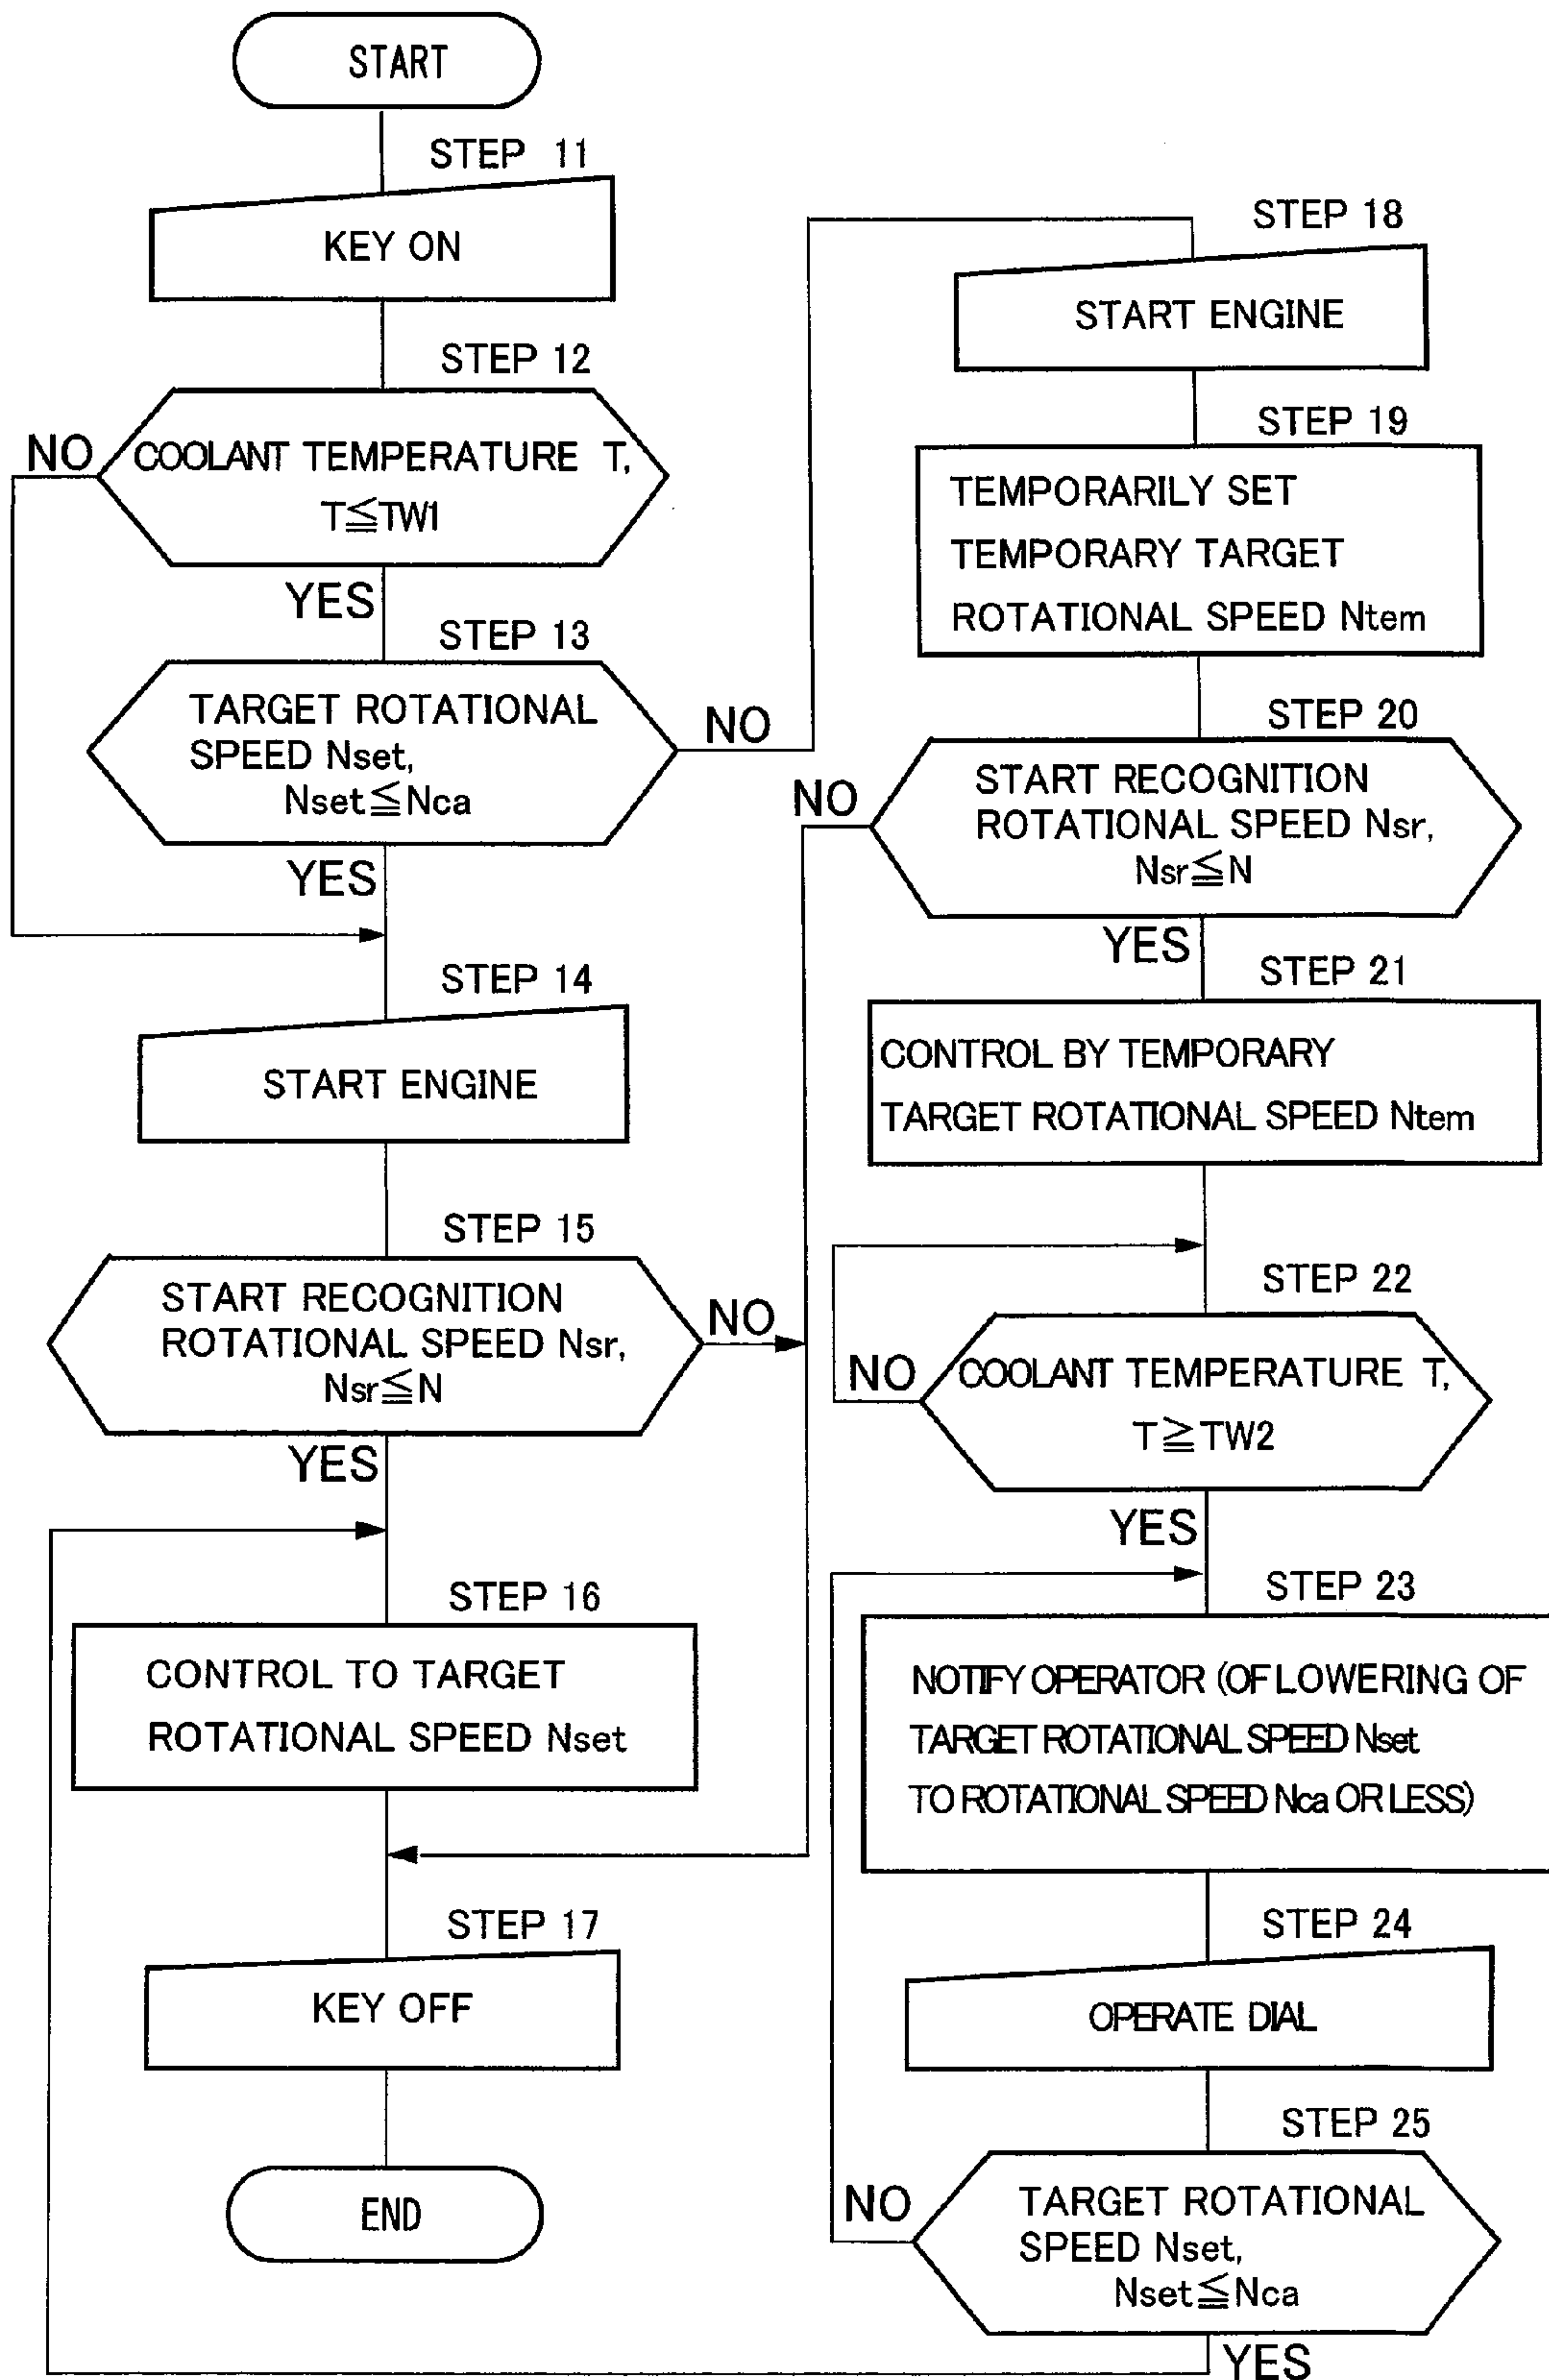 START
STEP 11
KEY ON
STEP 12
COOLANT TEMPERATURE T,
T≦TW1
NO
YES
STEP 13
TARGET ROTATIONAL
SPEED Nset,
Nset≦Nca
NO
YES
STEP 14
START ENGINE
STEP 15
START RECOGNITION
ROTATIONAL SPEED Nsr,
Nsr≦N
NO
YES
STEP 16
CONTROL TO TARGET
ROTATIONAL SPEED Nset
STEP 17
KEY OFF
END
STEP 18
START ENGINE
STEP 19
TEMPORARILY SET
TEMPORARY TARGET
ROTATIONAL SPEED Ntem
STEP 20
START RECOGNITION
ROTATIONAL SPEED Nsr,
Nsr≦N
NO
YES
STEP 21
CONTROL BY TEMPORARY
TARGET ROTATIONAL SPEED Ntem
STEP 22
COOLANT TEMPERATURE T,
T≧TW2
NO
YES
STEP 23
NOTIFY OPERATOR (OF LOWERING OF
TARGET ROTATIONAL SPEED Nset
TO ROTATIONAL SPEED Nca OR LESS)
STEP 24
OPERATE DIAL
STEP 25
TARGET ROTATIONAL
SPEED Nset,
Nset≦Nca
NO
YES